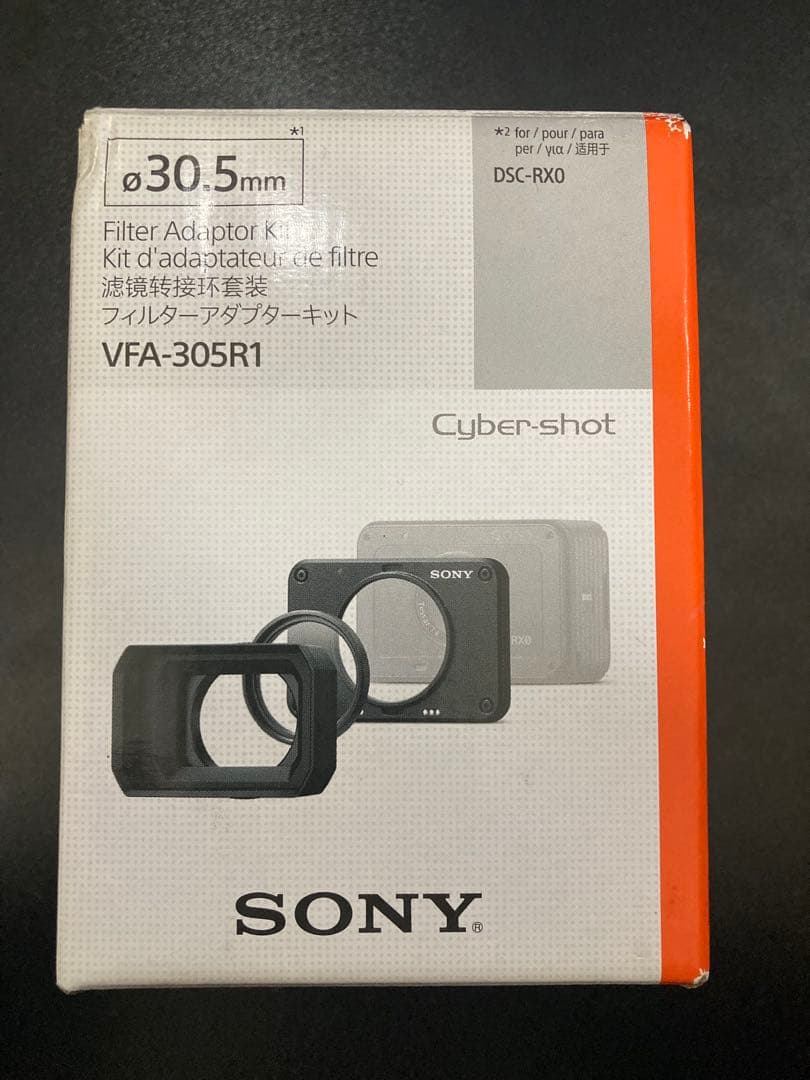 *1
ø30.5mm
Filter Adaptor Kit
Kit d'adaptateur de filtre
滤镜转接环套装
フィルターアダプターキット
VFA-305R1
*2 for / pour / para
per / για / 适用于
DSC-RX0
Cyber-shot
SONY
RX0
SONY®